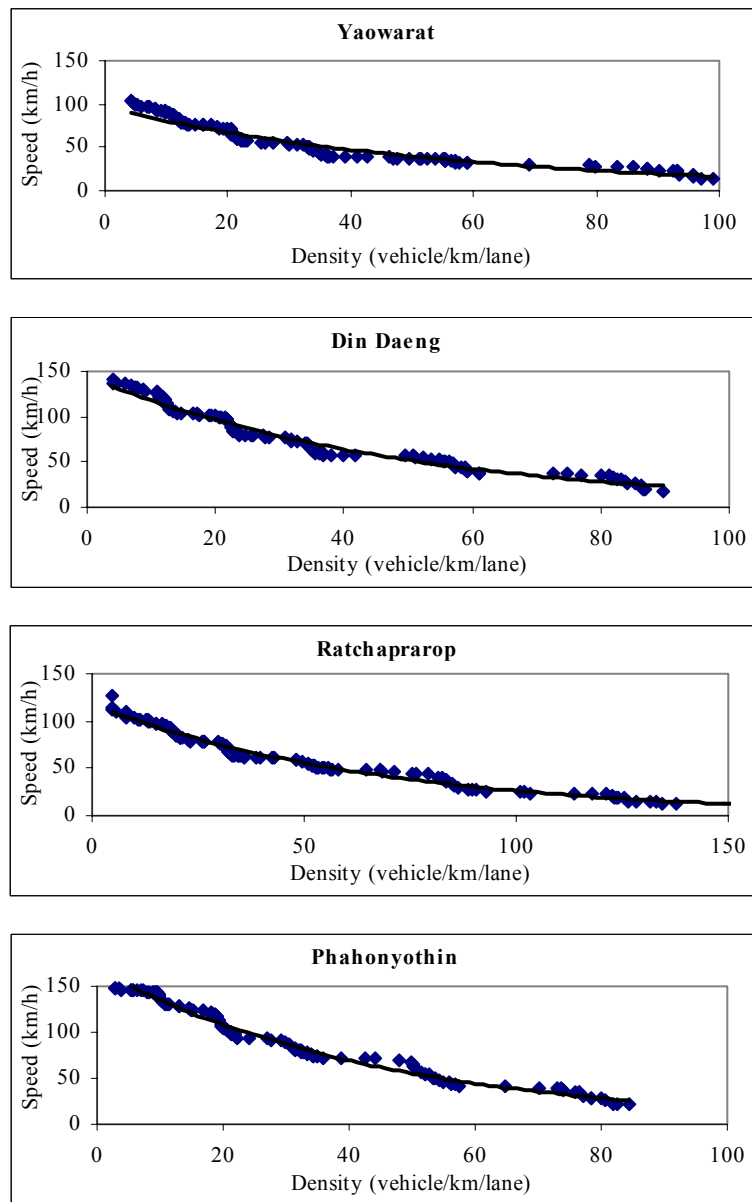 Yaowarat
150
100
50
0
Speed (km/h)
0 20 40 60 80 100
Density (vehicle/km/lane)
Din Daeng
150
100
50
0
Speed (km/h)
0 20 40 60 80 100
Density (vehicle/km/lane)
Ratchaprarop
150
100
50
0
Speed (km/h)
0 50 100 150
Density (vehicle/km/lane)
Phahonyothin
150
100
50
0
Speed (km/h)
0 20 40 60 80 100
Density (vehicle/km/lane)